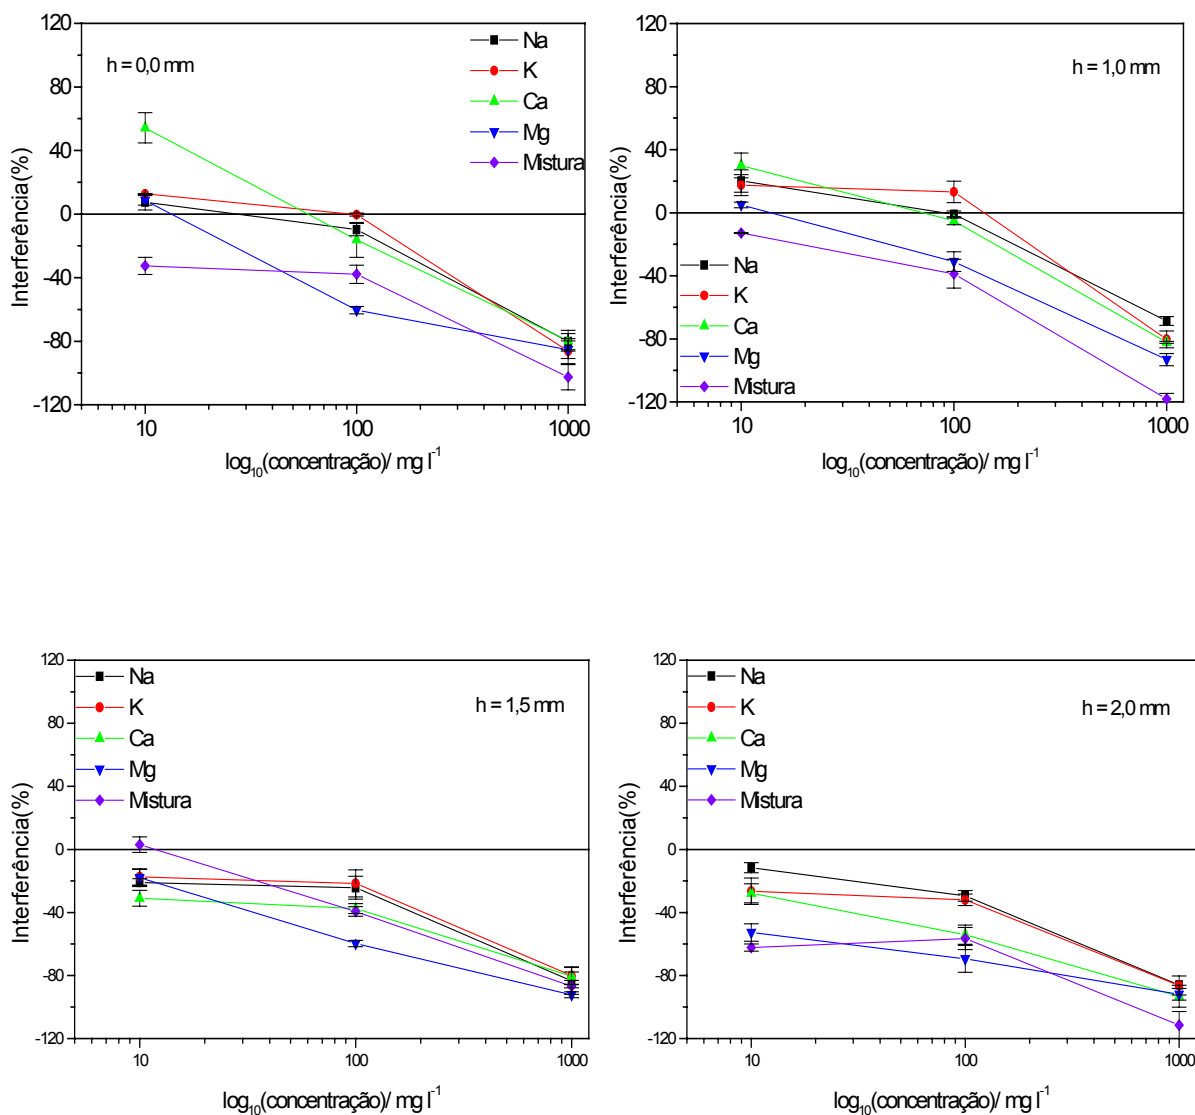 120
80
40
0
-40
-80
-120
Interferência(%)
h = 0,0 mm
Na
K
Ca
Mg
Mistura
10
100
1000
log₁₀(concentração)/ mg l⁻¹
120
80
40
0
-40
-80
-120
Interferência(%)
h = 1,0 mm
Na
K
Ca
Mg
Mistura
10
100
1000
log₁₀(concentração)/ mg l⁻¹
120
80
40
0
-40
-80
-120
Interferência(%)
Na
K
Ca
Mg
Mistura
h = 1,5 mm
10
100
1000
log₁₀(concentração)/ mg l⁻¹
120
80
40
0
-40
-80
-120
Interferência(%)
Na
K
Ca
Mg
Mistura
h = 2,0 mm
10
100
1000
log₁₀(concentração)/ mg l⁻¹